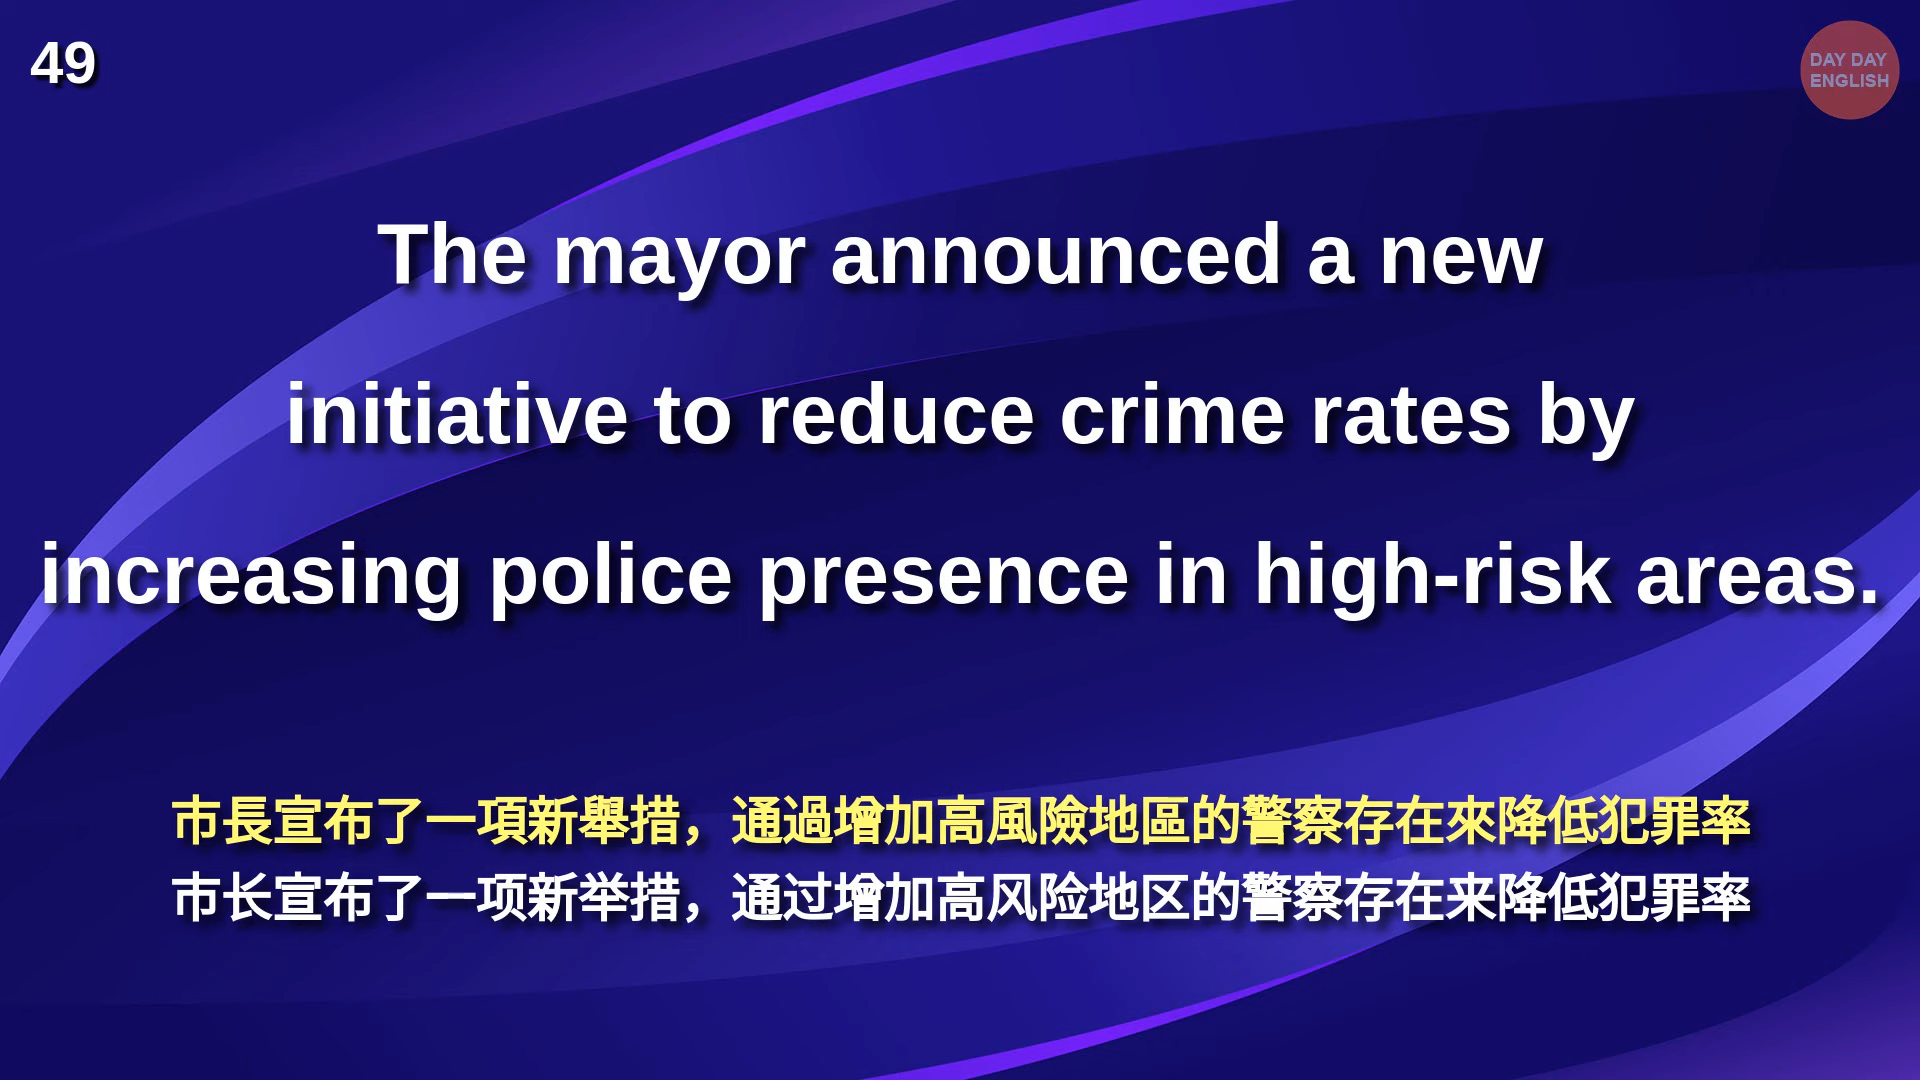 49
DAY DAY
ENGLISH
The mayor announced a new
initiative to reduce crime rates by
increasing police presence in high-risk areas.
市長宣布了一項新舉措，通過增加高風險地區的警察存在來降低犯罪率
市长宣布了一项新举措，通过增加高风险地区的警察存在来降低犯罪率